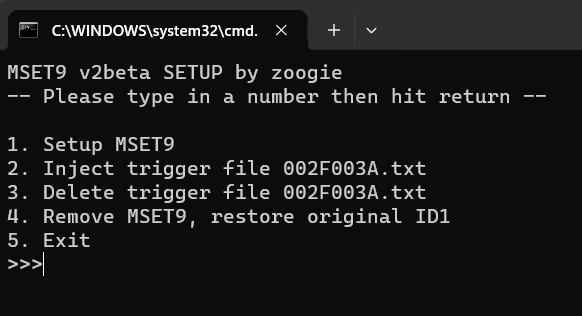 C:\WINDOWS\system32\cmd.
MSET9 v2beta SETUP by zoogie
-- Please type in a number then hit return --
1. Setup MSET9
2. Inject trigger file 002F003A.txt
3. Delete trigger file 002F003A.txt
4. Remove MSET9, restore original ID1
5. Exit
>>>